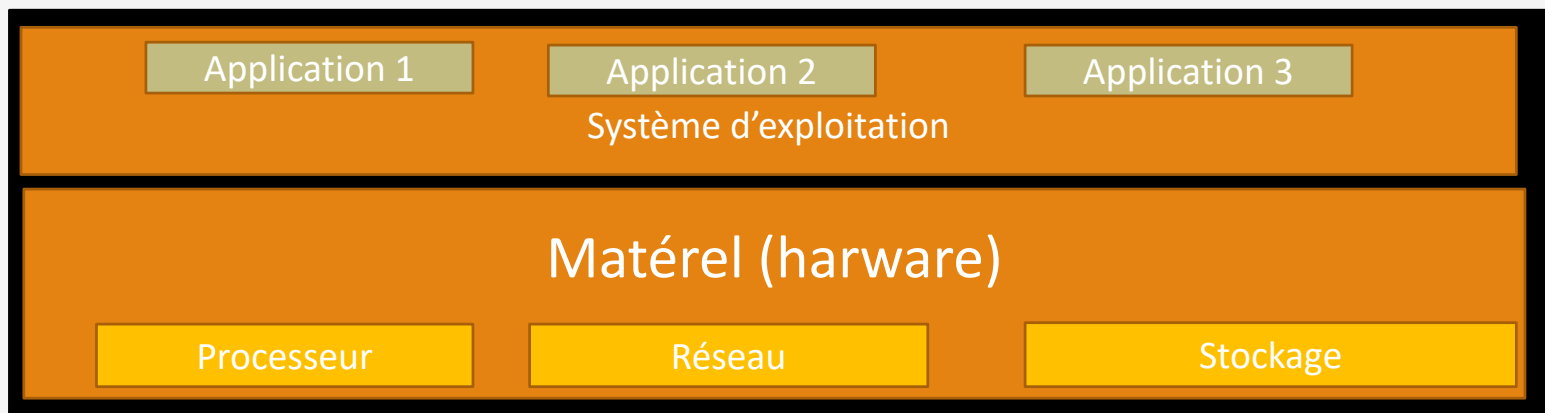 Application 1
Application 2
Application 3
Système d’exploitation
Matérel (harware)
Processeur
Réseau
Stockage